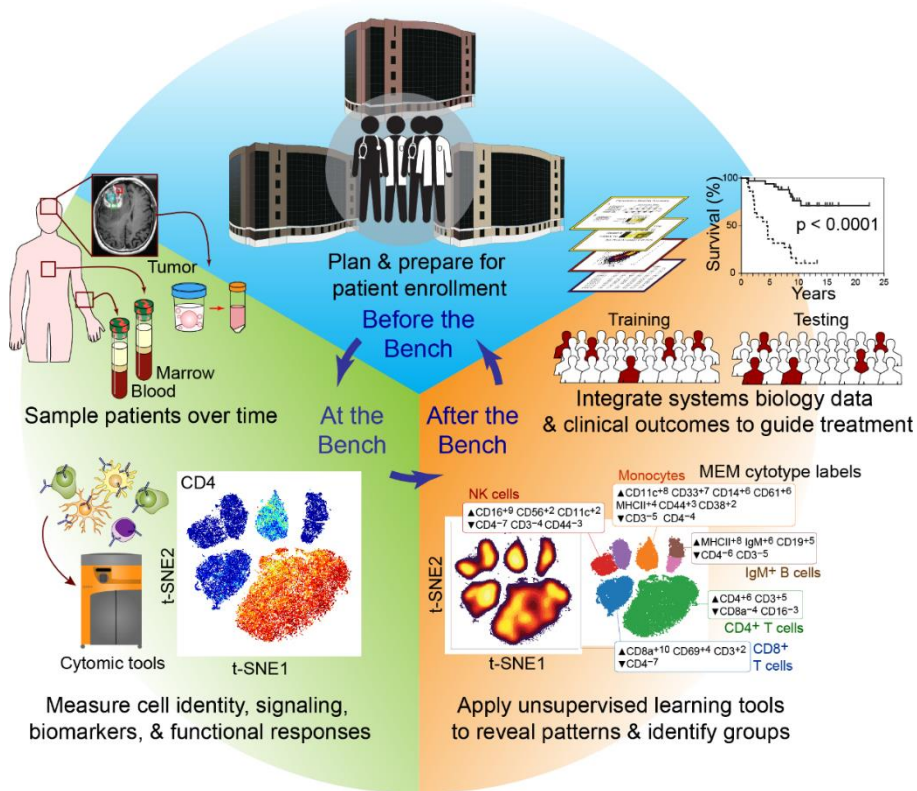 Plan & prepare for
patient enrollment
Before the
Bench
Tumor
Marrow
Blood
Sample patients over time
At the
Bench
CD4
t-SNE2
t-SNE1
Cytomic tools
Measure cell identity, signaling,
biomarkers, & functional responses
Survival (%)
100
50
0
p < 0.0001
0 5 10 15 20 25
Years
Training
Testing
Integrate systems biology data
& clinical outcomes to guide treatment
After the
Bench
MEM cytotype labels
NK cells
▲CD16+9 CD56+2 CD11c+2
▼CD4-7 CD3-4 CD44-3
Monocytes
▲CD11c+8 CD33+7 CD14+6 CD61+6
MHCII+4 CD44+3 CD38+2
▼CD3-5 CD4-4
▲MHCII+8 IgM+6 CD19+5
▼CD4-6 CD3-5
IgM+ B cells
▲CD4+6 CD3+5
▼CD8a-4 CD16-3
CD4+ T cells
▲CD8a+10 CD69+4 CD3+2
▼CD4-7
CD8+
T cells
t-SNE2
t-SNE1
Apply unsupervised learning tools
to reveal patterns & identify groups